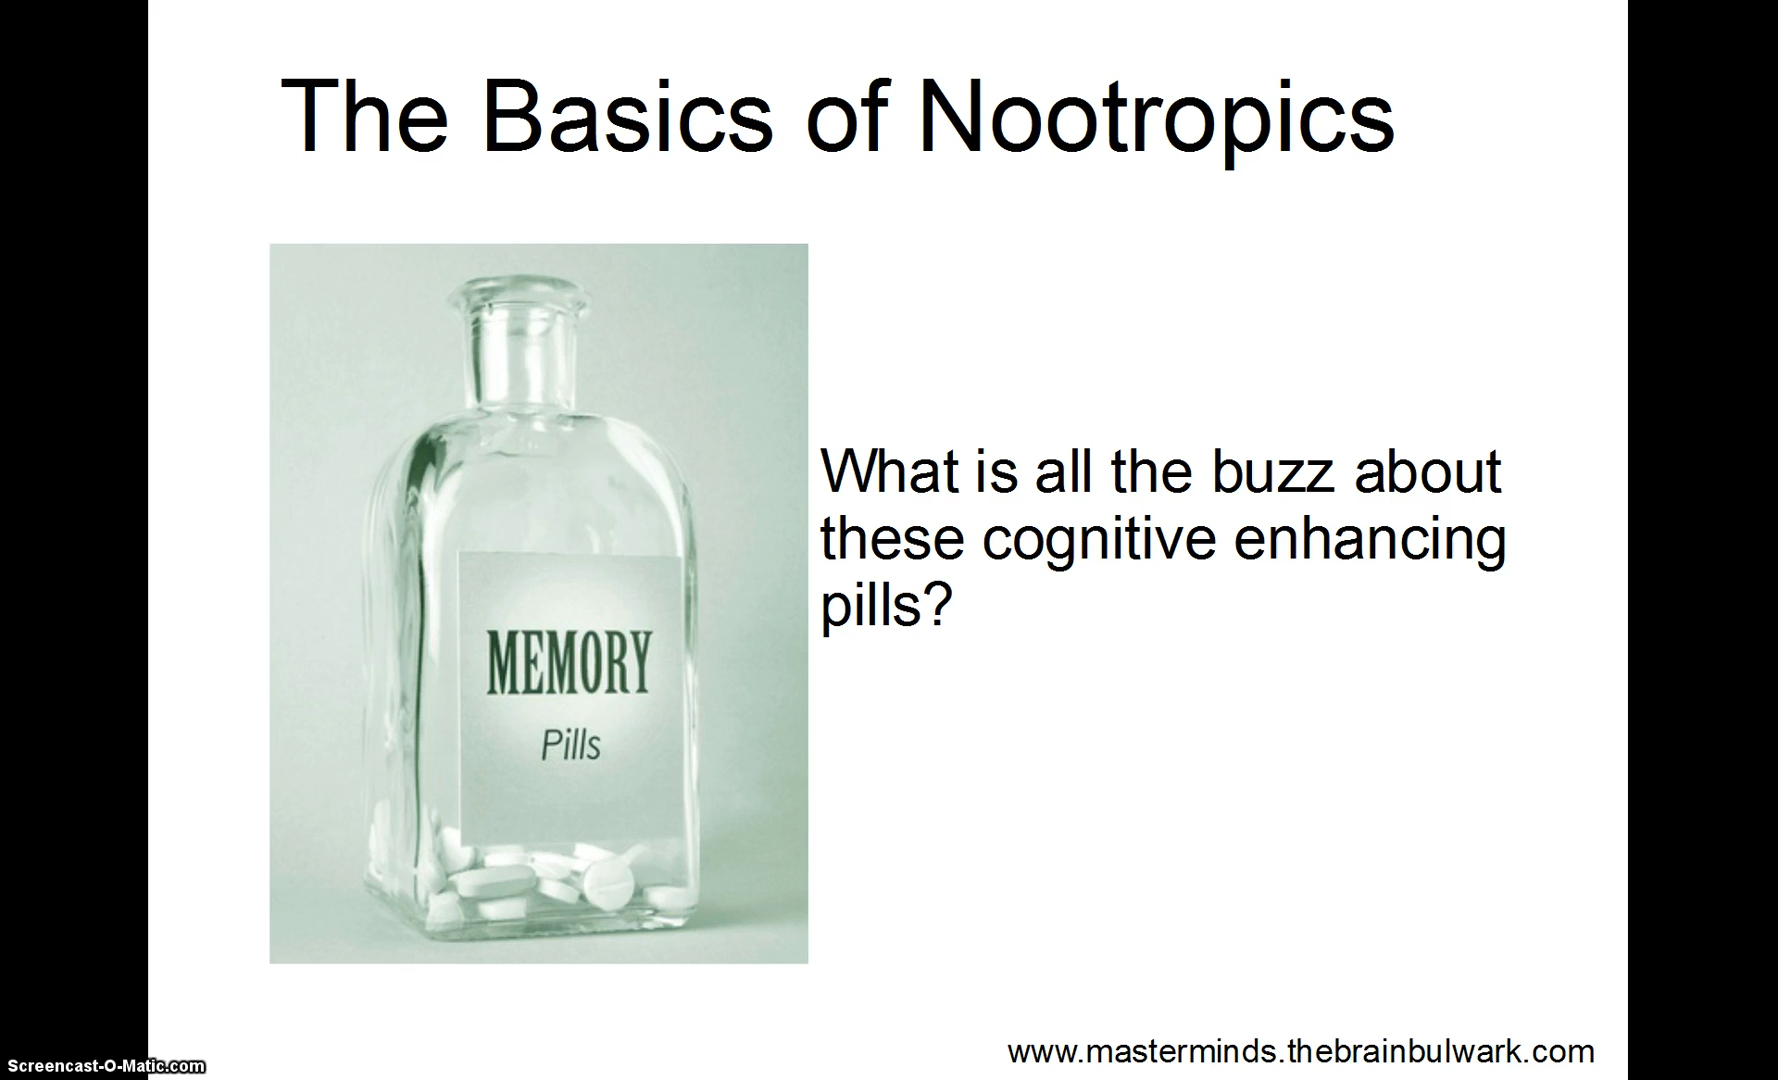 The Basics of Nootropics
MEMORY
Pills
What is all the buzz about
these cognitive enhancing
pills?
www.masterminds.thebrainbulwark.com
Screencast-O-Matic.com